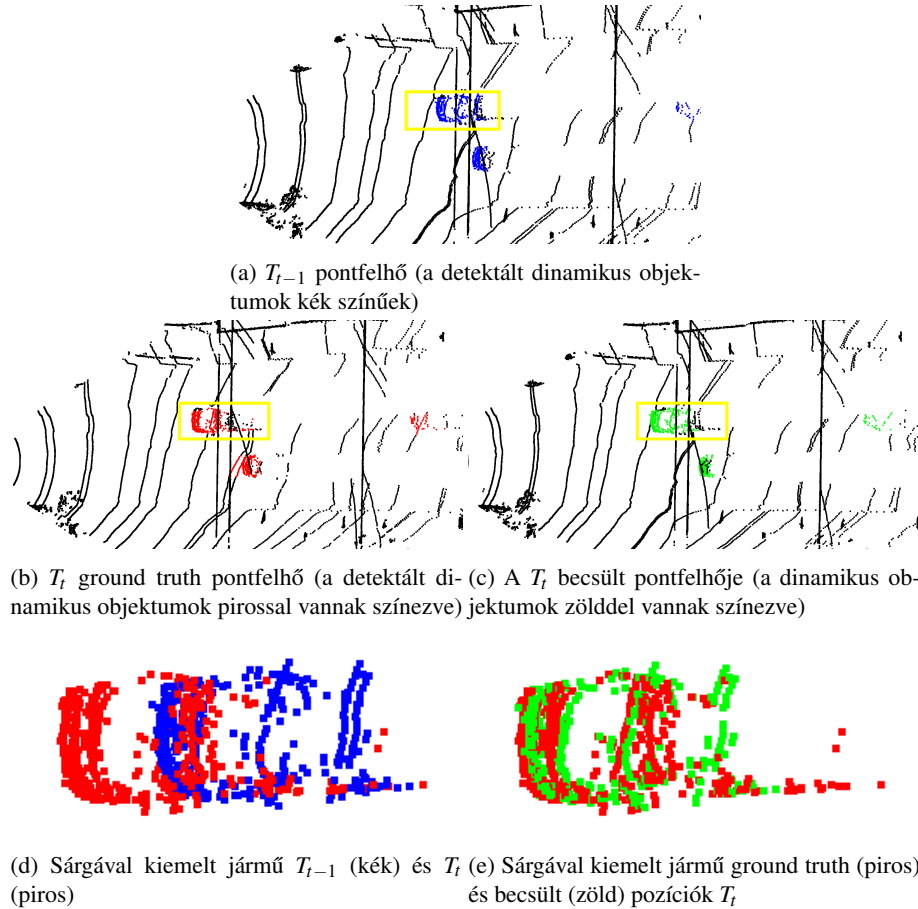 (a) T_{t−1} pontfelhő (a detektált dinamikus objek-
tumok kék színűek)
(b) T_t ground truth pontfelhő (a detektált di-
namikus objektumok pirossal vannak színezve)
(c) A T_t becsült pontfelhője (a dinamikus ob-
jektumok zölddel vannak színezve)
(d) Sárgával kiemelt jármű T_{t−1} (kék) és T_t
(piros)
(e) Sárgával kiemelt jármű ground truth (piros)
és becsült (zöld) pozíciók T_t